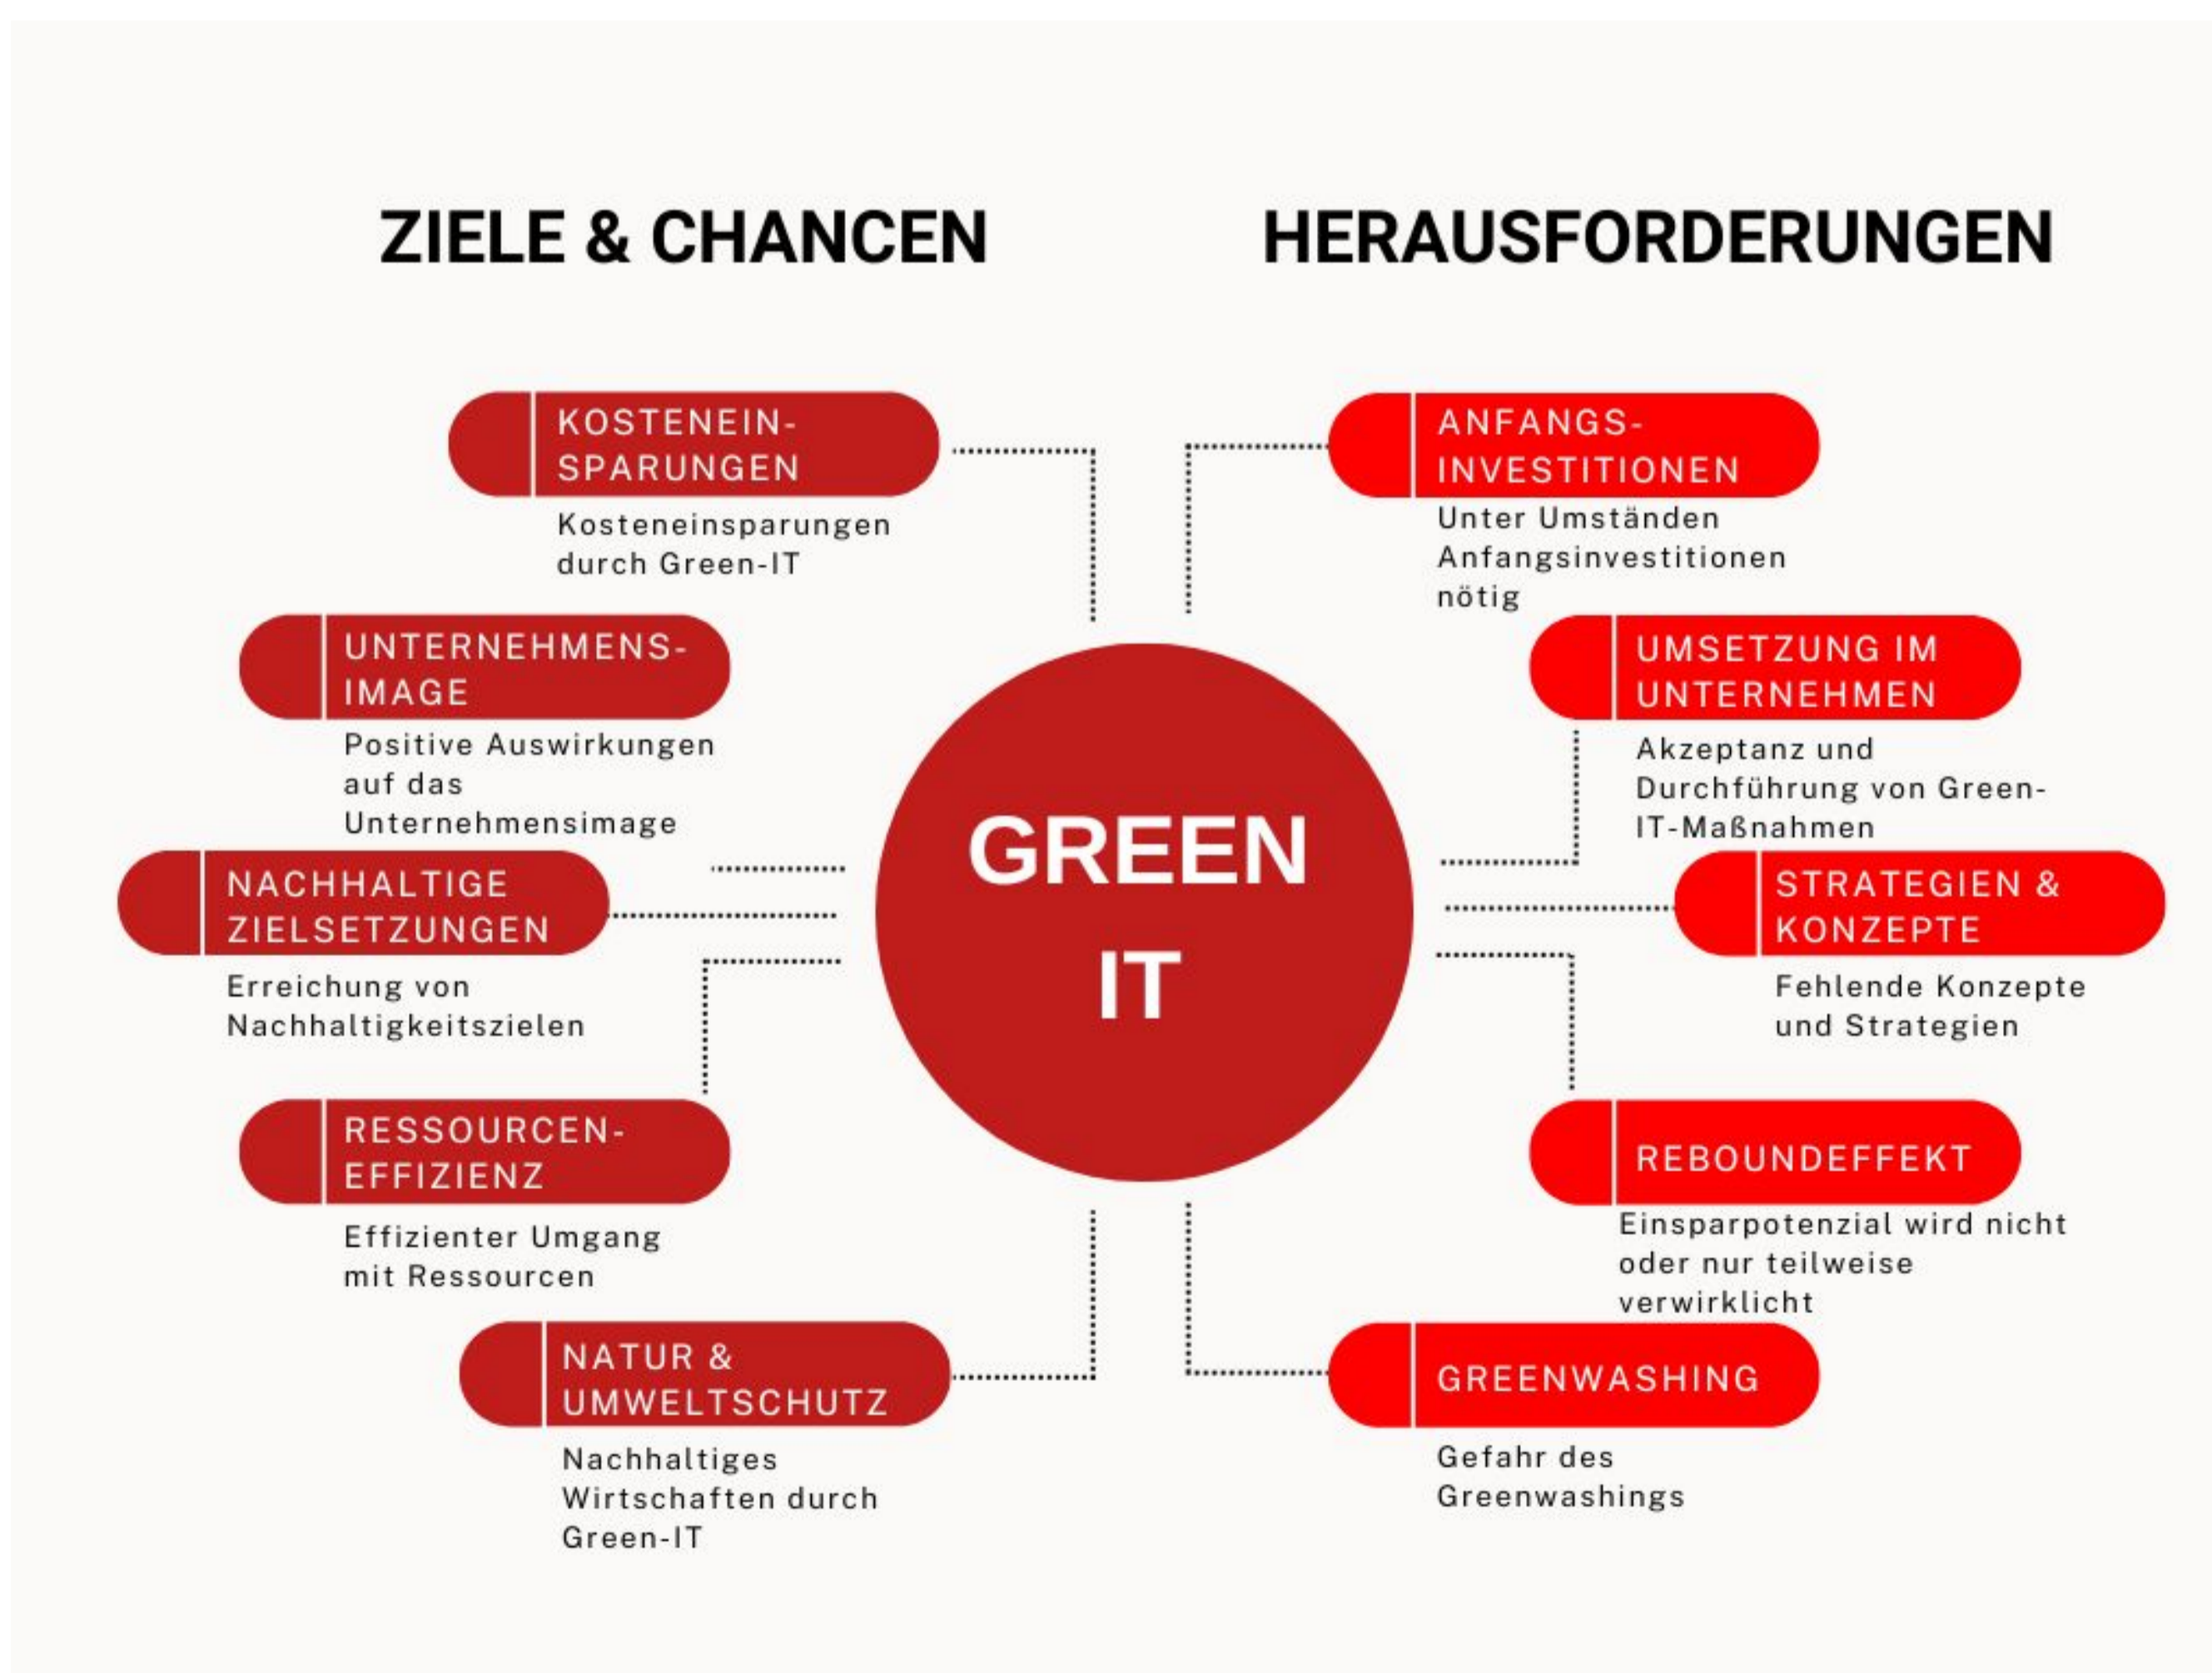 ZIELE & CHANCEN
KOSTENEIN-
SPARUNGEN
Kosteneinsparungen
durch Green-IT
UNTERNEHMENS-
IMAGE
Positive Auswirkungen
auf das
Unternehmensimage
NACHHALTIGE
ZIELSETZUNGEN
Erreichung von
Nachhaltigkeitszielen
RESSOURCEN-
EFFIZIENZ
Effizienter Umgang
mit Ressourcen
NATUR &
UMWELTSCHUTZ
Nachhaltiges
Wirtschaften durch
Green-IT
GREEN
IT
HERAUSFORDERUNGEN
ANFANGS-
INVESTITIONEN
Unter Umständen
Anfangsinvestitionen
nötig
UMSETZUNG IM
UNTERNEHMEN
Akzeptanz und
Durchführung von Green-
IT-Maßnahmen
STRATEGIEN &
KONZEPTE
Fehlende Konzepte
und Strategien
REBOUNDEFFEKT
Einsparpotenzial wird nicht
oder nur teilweise
verwirklicht
GREENWASHING
Gefahr des
Greenwashings